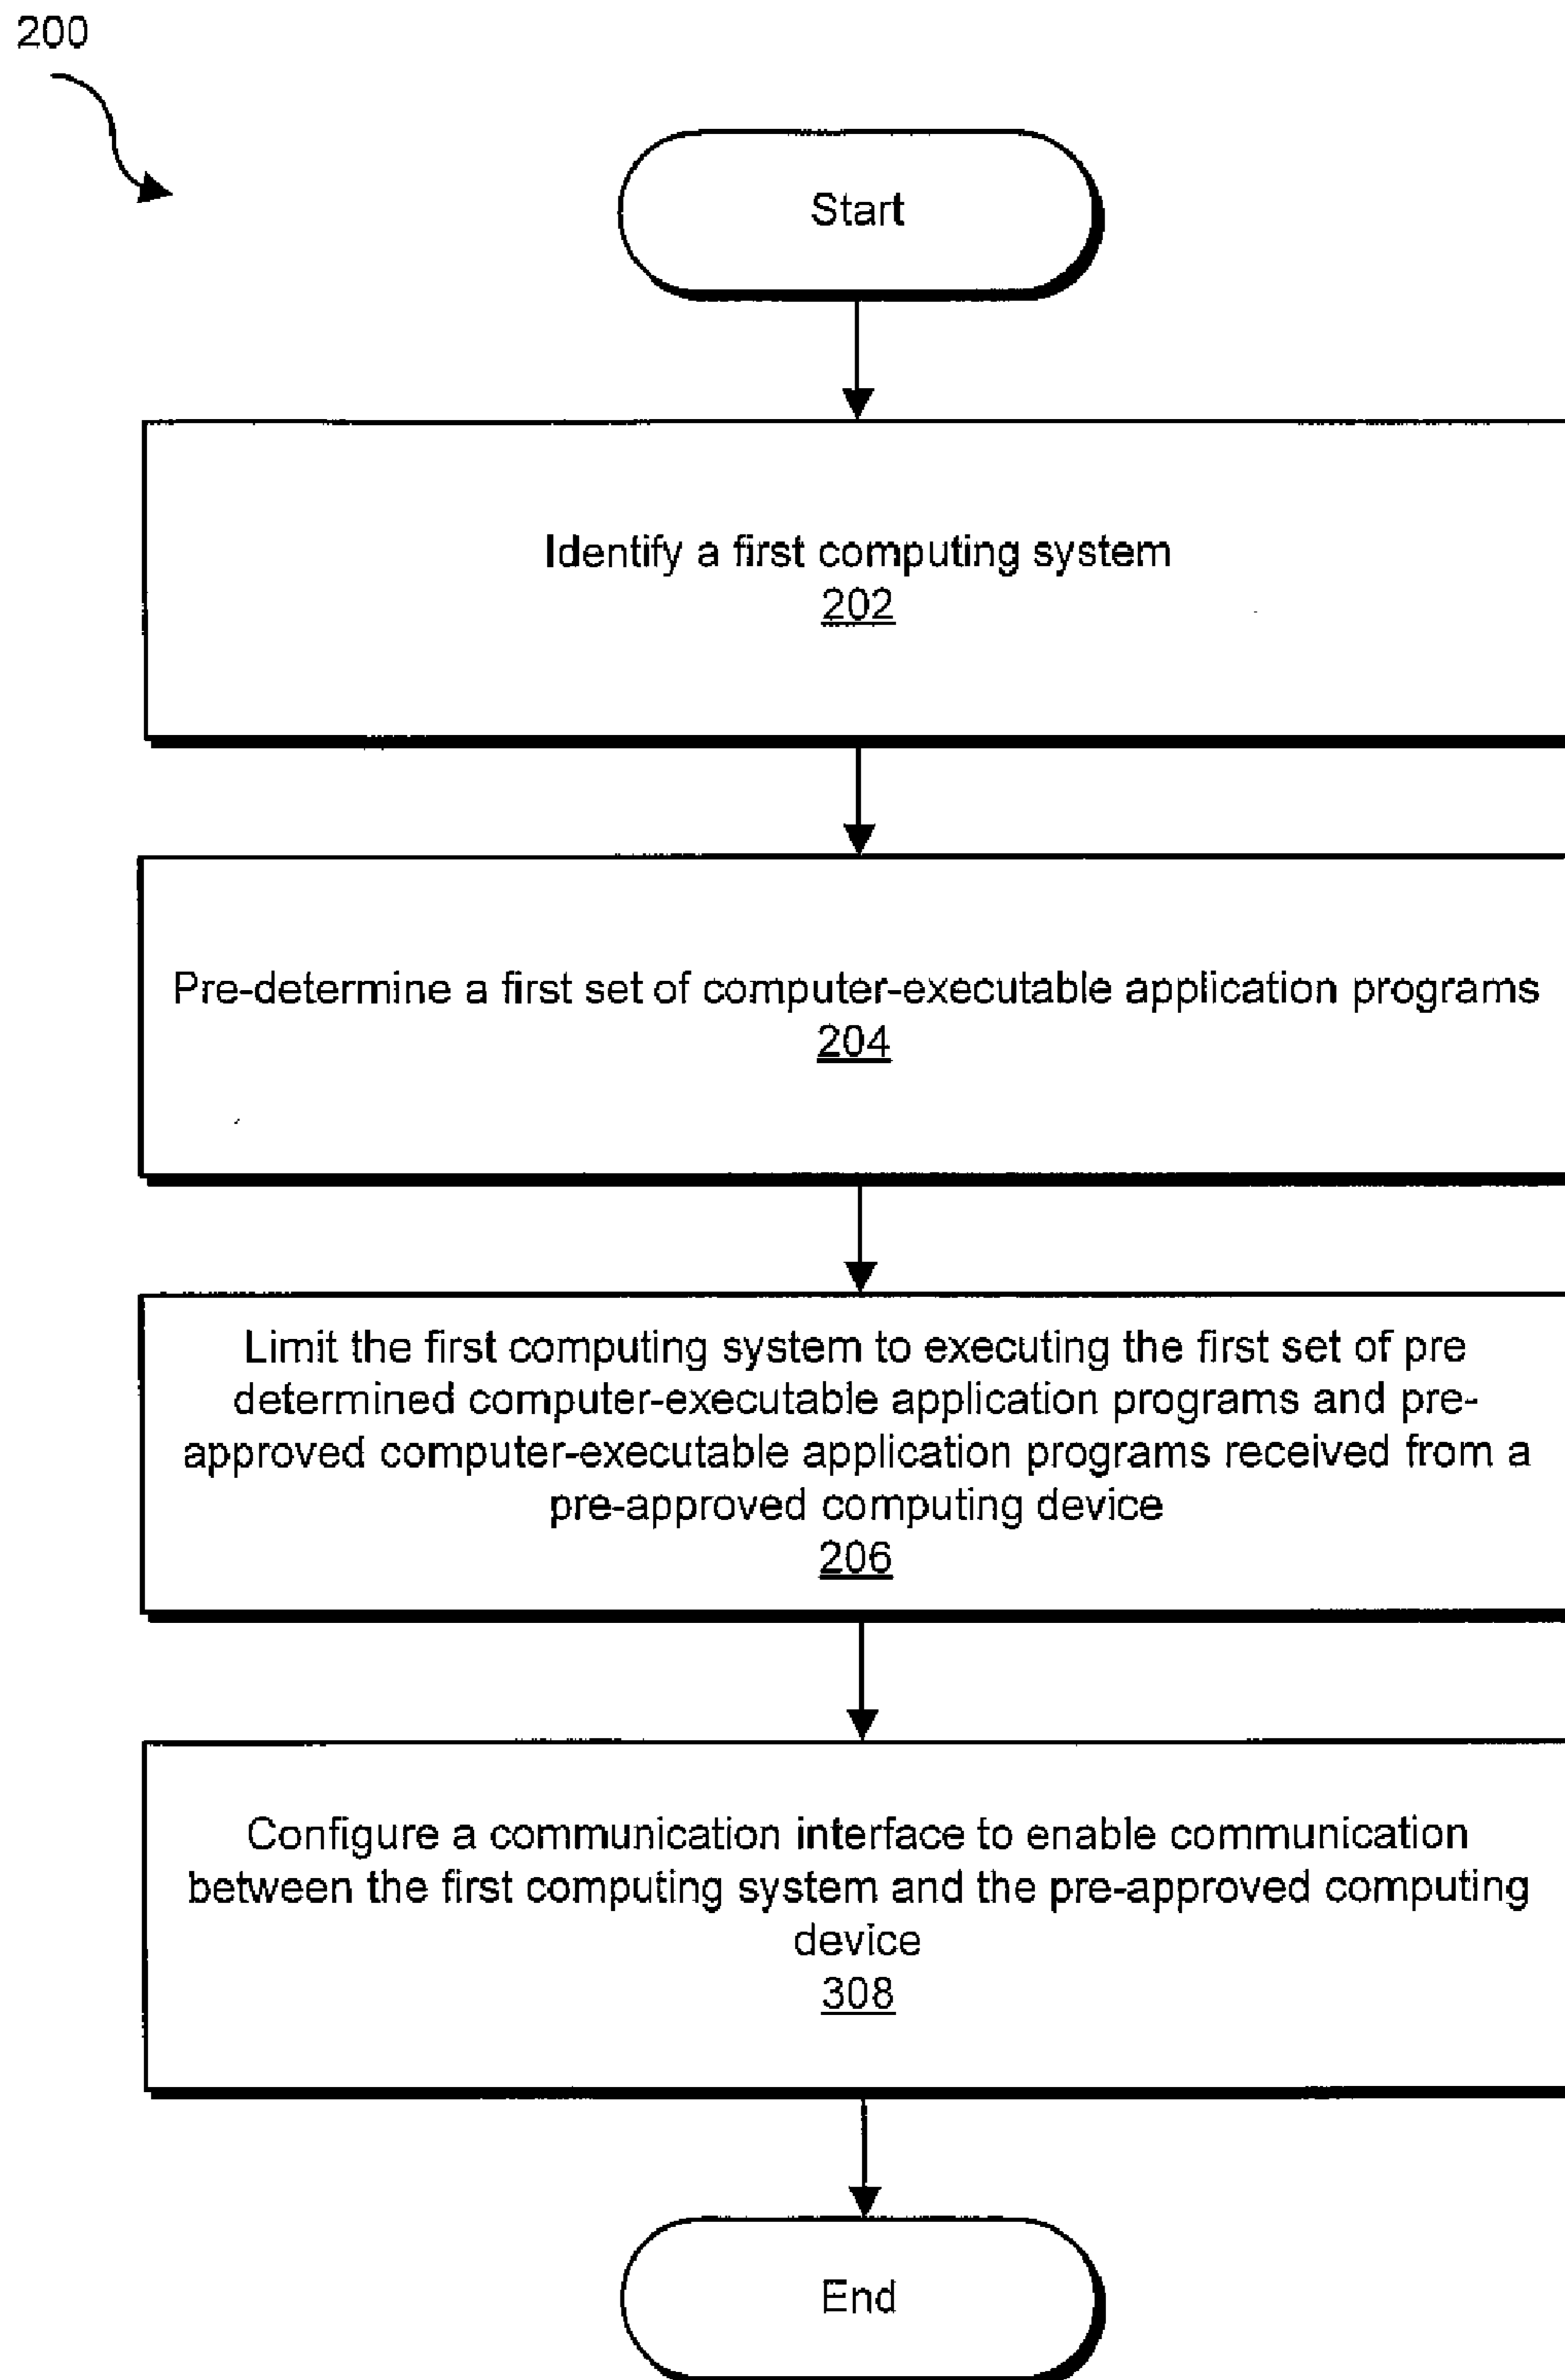 200
Start
Identify a first computing system
202
Pre-determine a first set of computer-executable application programs
204
Limit the first computing system to executing the first set of pre
determined computer-executable application programs and pre-
approved computer-executable application programs received from a
pre-approved computing device
206
Configure a communication interface to enable communication
between the first computing system and the pre-approved computing
device
308
End